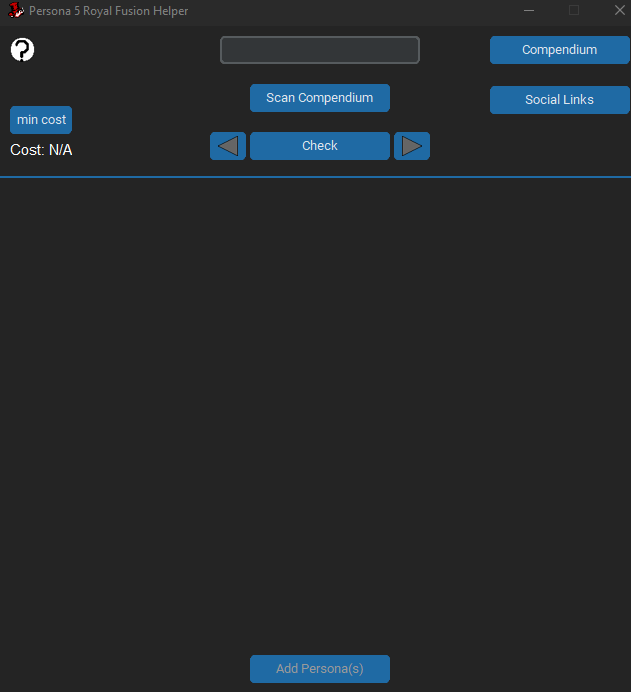 Persona 5 Royal Fusion Helper
?
Compendium
Scan Compendium
Social Links
min cost
Check
Cost: N/A
Add Persona(s)